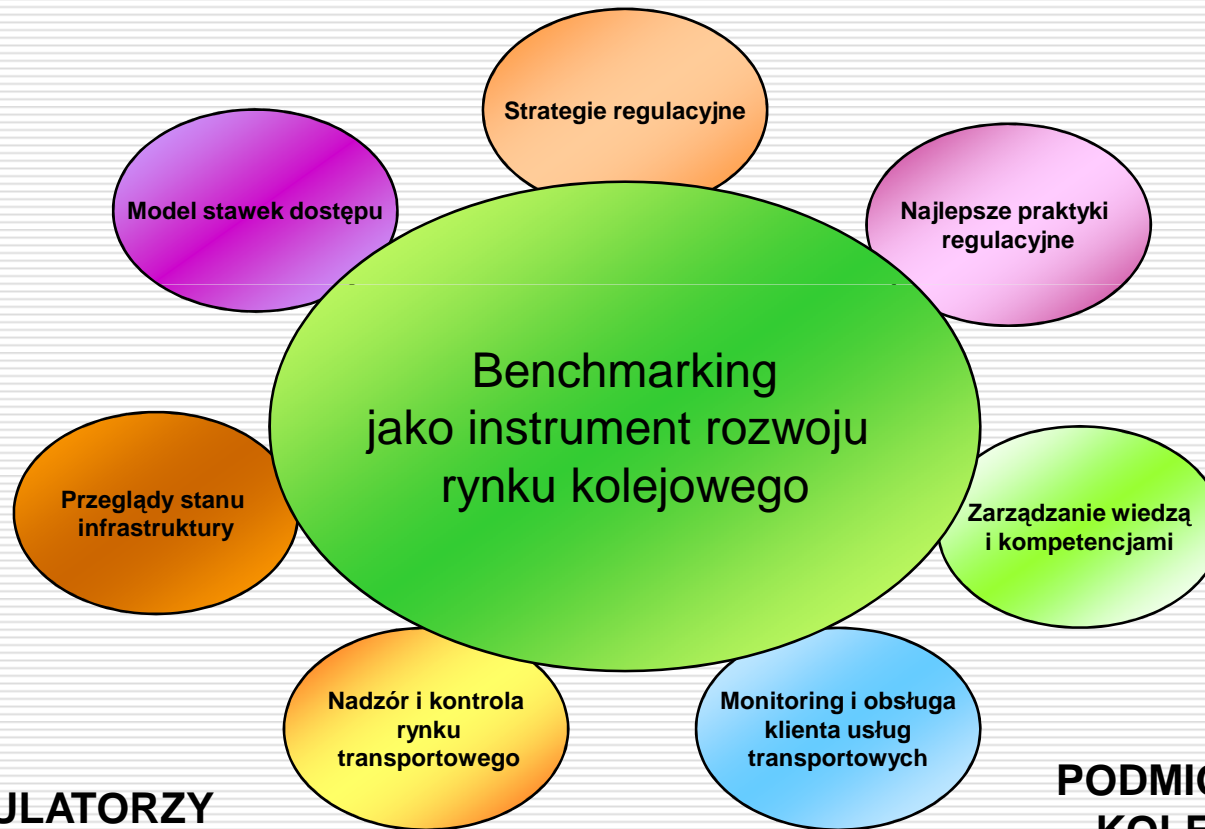 Strategie regulacyjne
Model stawek dostępu
Najlepsze praktyki
regulacyjne
Benchmarking
jako instrument rozwoju
rynku kolejowego
Przeglądy stanu
infrastruktury
Zarządzanie wiedzą
i kompetencjami
Nadzór i kontrola
rynku
transportowego
Monitoring i obsługa
klienta usług
transportowych